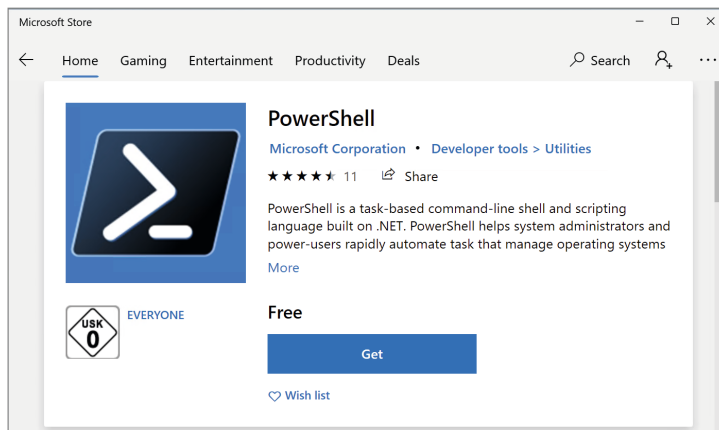 Microsoft Store
Home Gaming Entertainment Productivity Deals Search
PowerShell
Microsoft Corporation • Developer tools > Utilities
11 Share
PowerShell is a task-based command-line shell and scripting
language built on .NET. PowerShell helps system administrators and
power-users rapidly automate task that manage operating systems
More
USK
0
EVERYONE
Free
Get
Wish list